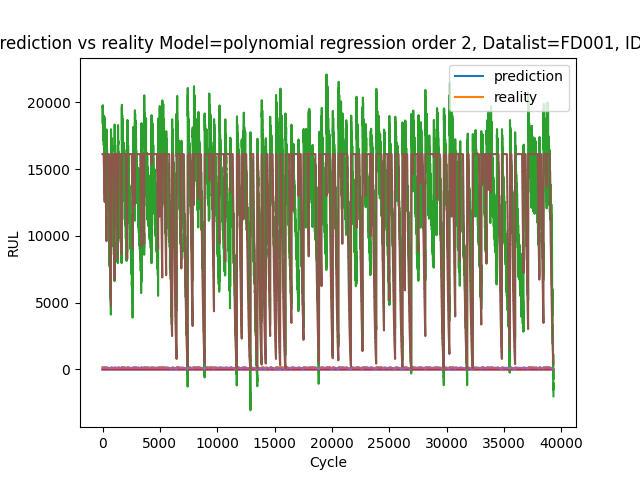 rediction vs reality Model=polynomial regression order 2, Datalist=FD001, ID
prediction
reality
20000
15000
10000
5000
0
RUL
0 5000 10000 15000 20000 25000 30000 35000 40000
Cycle